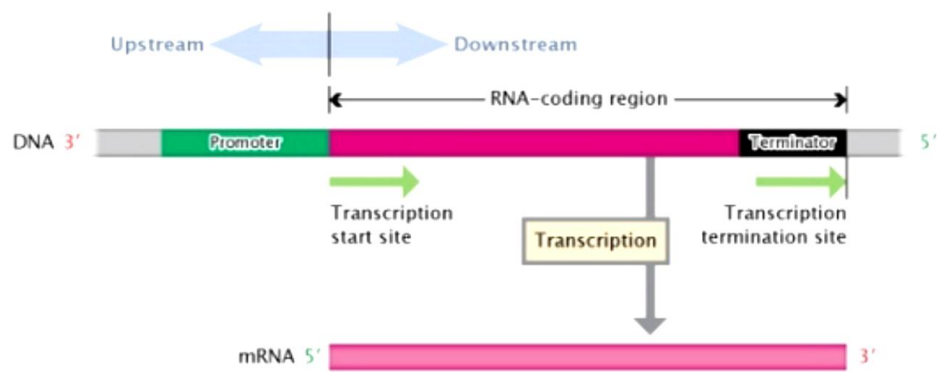 Upstream Downstream
RNA-coding region
DNA 3′ Promoter Terminator 5′
Transcription
start site
Transcription
Transcription
termination site
mRNA 5′ 3′